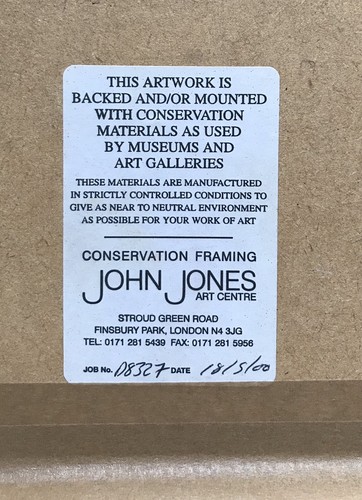 THIS ARTWORK IS
BACKED AND/OR MOUNTED
WITH CONSERVATION
MATERIALS AS USED
BY MUSEUMS AND
ART GALLERIES
THESE MATERIALS ARE MANUFACTURED
IN STRICTLY CONTROLLED CONDITIONS TO
GIVE AS NEAR TO NEUTRAL ENVIRONMENT
AS POSSIBLE FOR YOUR WORK OF ART
CONSERVATION FRAMING
JOHN JONES
ART CENTRE
STROUD GREEN ROAD
FINSBURY PARK, LONDON N4 3JG
TEL: 0171 281 5439 FAX: 0171 281 5956
JOB No. D8327 DATE 18/5/00